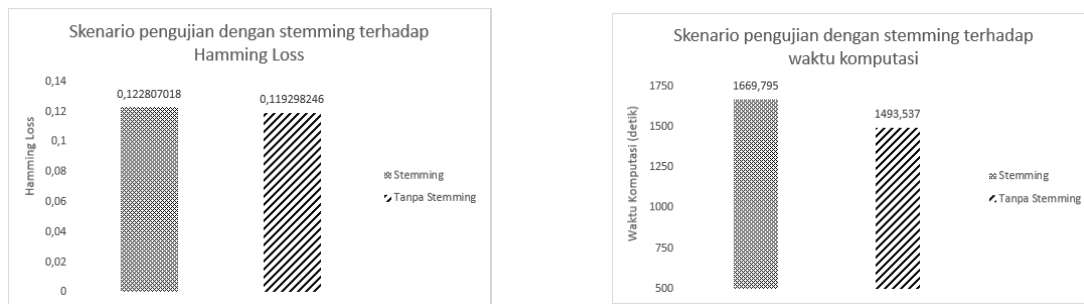 Skenario pengujian dengan stemming terhadap
Hamming Loss
0,14
0,12
0,1
0,08
0,06
0,04
0,02
0
Hamming Loss
0,122807018
0,119298246
Stemming
Tanpa Stemming
Skenario pengujian dengan stemming terhadap
waktu komputasi
1750
1500
1250
1000
750
500
Waktu Komputasi (detik)
1669,795
1493,537
Stemming
Tanpa Stemming